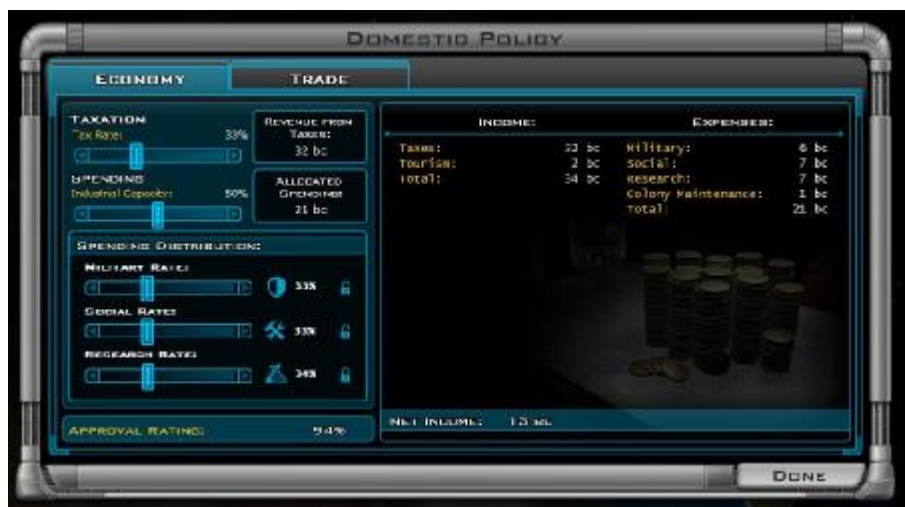 DOMESTIC POLICY
ECONOMY
TRADE
TAXATION
Tax Rate: 33%
REVENUE FROM TAXES:
32 bc
SPENDING
Industrial Capacity: 50%
ALLOCATED SPENDING
21 bc
SPENDING DISTRIBUTION:
MILITARY RATE:
33%
SOCIAL RATE:
33%
RESEARCH RATE:
34%
APPROVAL RATING: 94%
INCOME:
Taxes: 32 bc
Tourism: 2 bc
Total: 34 bc
EXPENSES:
Military: 6 bc
Social: 7 bc
Research: 7 bc
Colony Maintenance: 1 bc
Total: 21 bc
NET INCOME: 13 bc
DONE